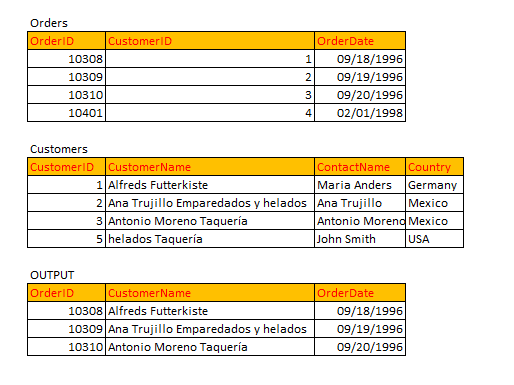 Orders
OrderID CustomerID OrderDate
10308 1 09/18/1996
10309 2 09/19/1996
10310 3 09/20/1996
10401 4 02/01/1998
Customers
CustomerID CustomerName ContactName Country
1 Alfreds Futterkiste Maria Anders Germany
2 Ana Trujillo Emparedados y helados Ana Trujillo Mexico
3 Antonio Moreno Taquería Antonio Moreno Mexico
5 helados Taquería John Smith USA
OUTPUT
OrderID CustomerName OrderDate
10308 Alfreds Futterkiste 09/18/1996
10309 Ana Trujillo Emparedados y helados 09/19/1996
10310 Antonio Moreno Taquería 09/20/1996